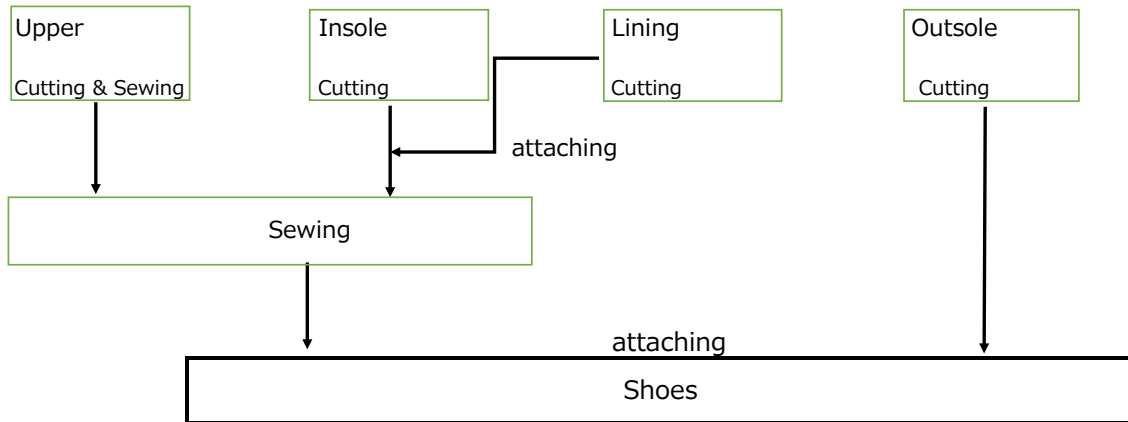 Upper
Cutting & Sewing
Insole
Cutting
Lining
Cutting
Outsole
Cutting
attaching
Sewing
attaching
Shoes